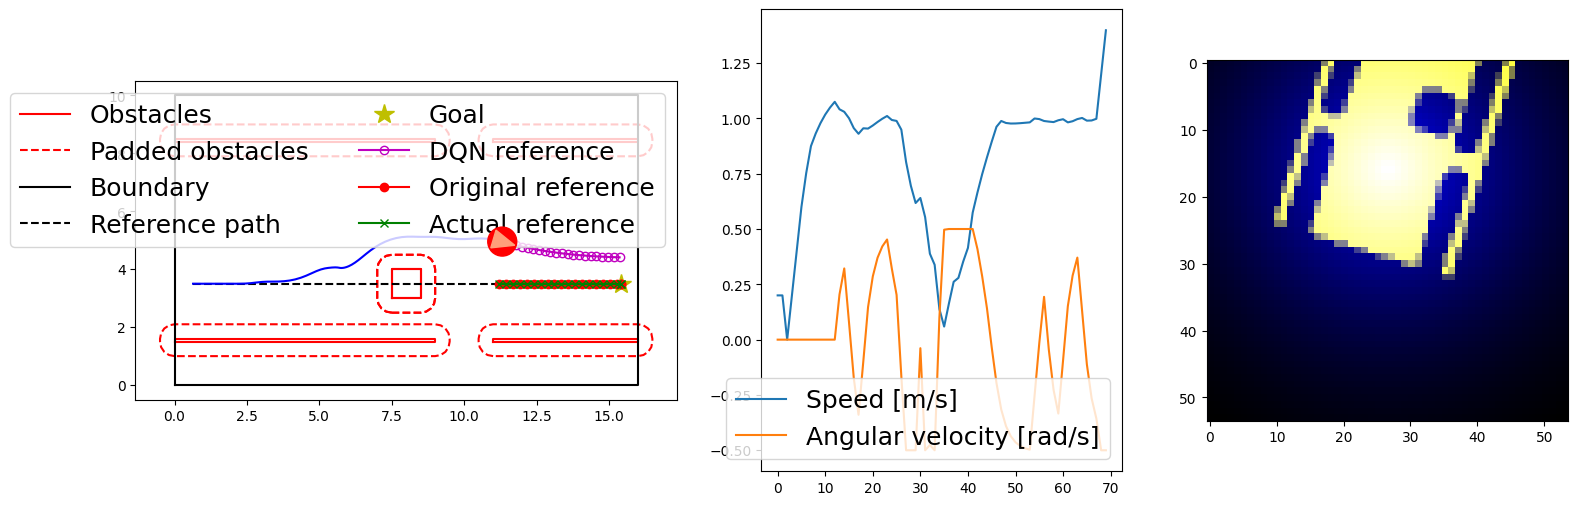 Obstacles
Padded obstacles
Boundary
Reference path
Goal
DQN reference
Original reference
Actual reference
10
6
4
2
0
0.0 2.5 5.0 7.5 10.0 12.5 15.0
1.25
1.00
0.75
0.50
0.25
0.00
−0.25
−0.50
Speed [m/s]
Angular velocity [rad/s]
0 10 20 30 40 50 60 70
0
10
20
30
40
50
0 10 20 30 40 50